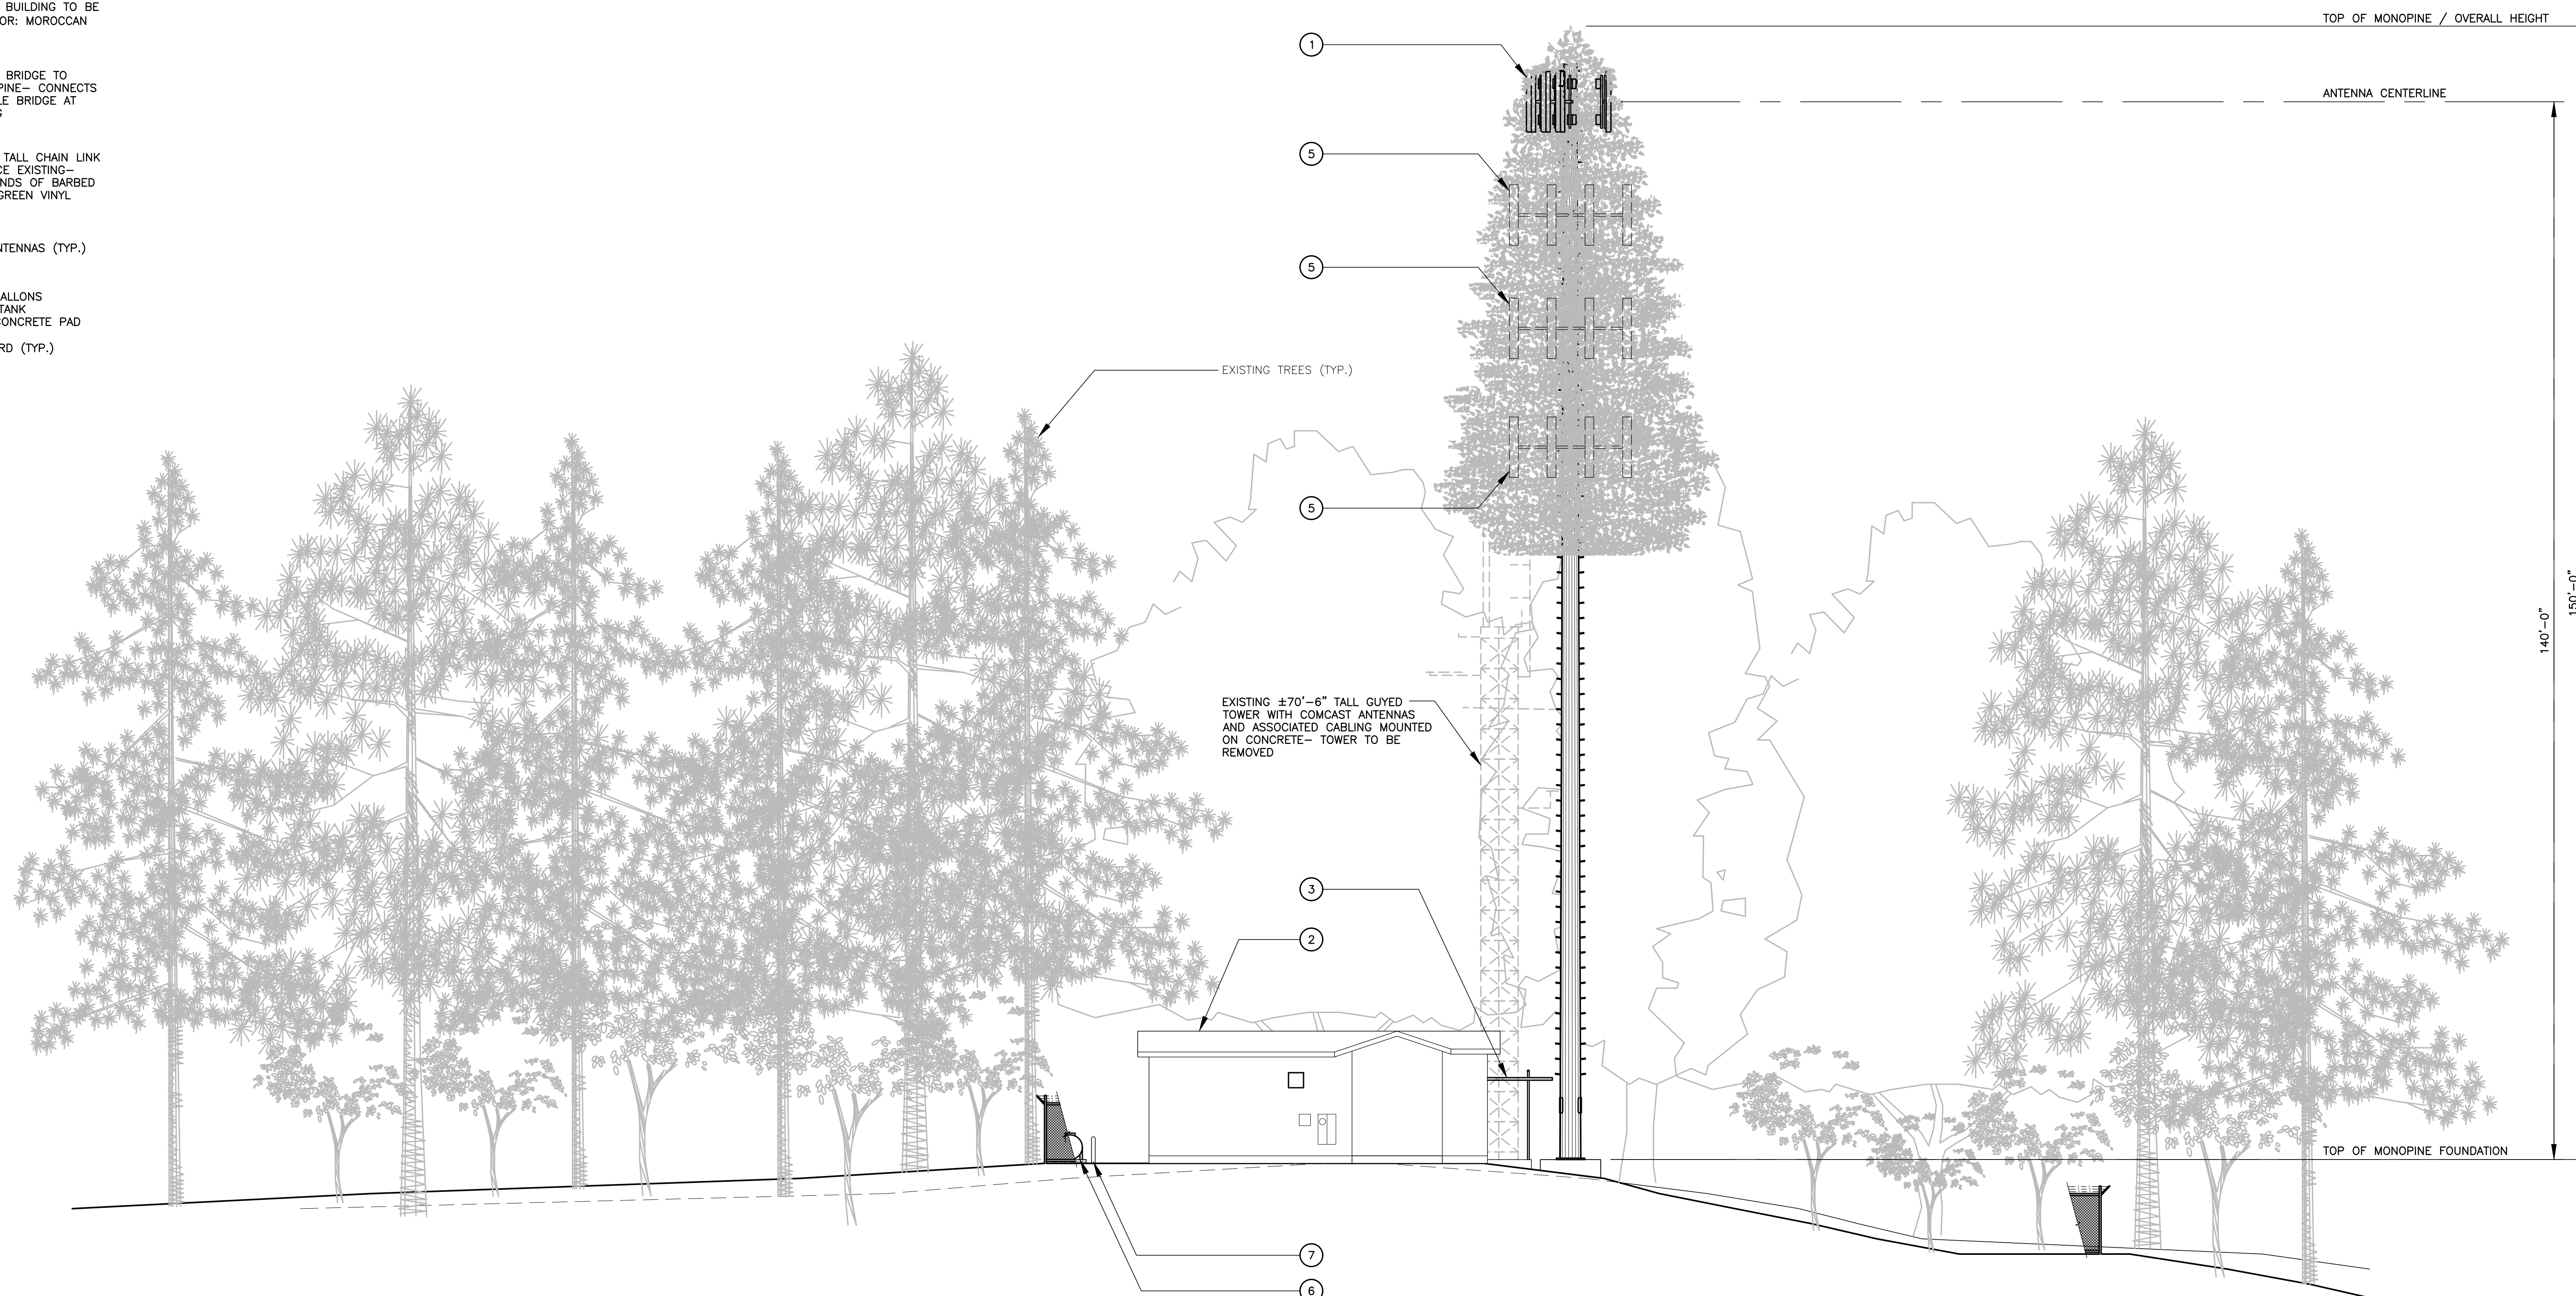 BUILDING TO BE
OR: MOROCCAN
BRIDGE TO
PINE– CONNECTS
LE BRIDGE AT
TALL CHAIN LINK
CE EXISTING–
NDS OF BARBED
GREEN VINYL
NTENNAS (TYP.)
ALLONS
TANK
CONCRETE PAD
RD (TYP.)
TOP OF MONOPINE / OVERALL HEIGHT
1
ANTENNA CENTERLINE
5
5
EXISTING TREES (TYP.)
5
140'–0"
150'–0"
EXISTING ±70'–6" TALL GUYED
TOWER WITH COMCAST ANTENNAS
AND ASSOCIATED CABLING MOUNTED
ON CONCRETE– TOWER TO BE
REMOVED
3
2
TOP OF MONOPINE FOUNDATION
7
6